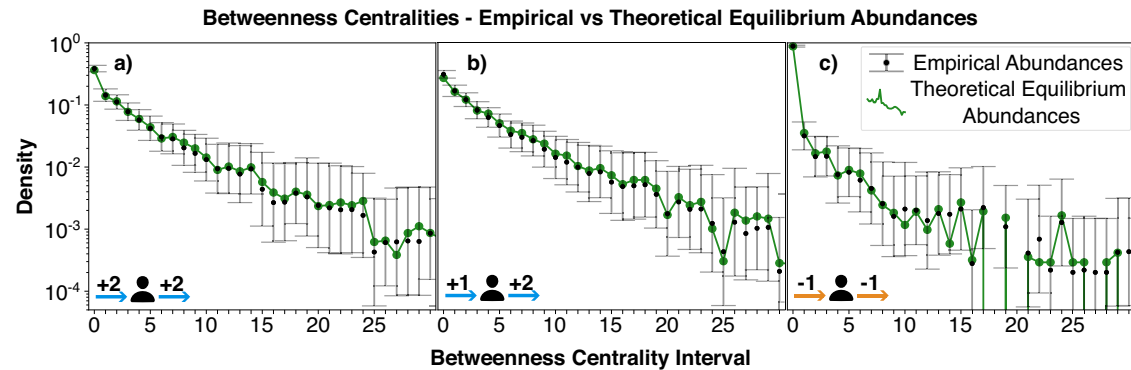 Betweenness Centralities - Empirical vs Theoretical Equilibrium Abundances
Density
10^0
10^-1
10^-2
10^-3
10^-4
a)
+2 +2
0 5 10 15 20 25
b)
+1 +2
0 5 10 15 20 25
c)
Empirical Abundances
Theoretical Equilibrium
Abundances
-1 -1
0 5 10 15 20 25
Betweenness Centrality Interval